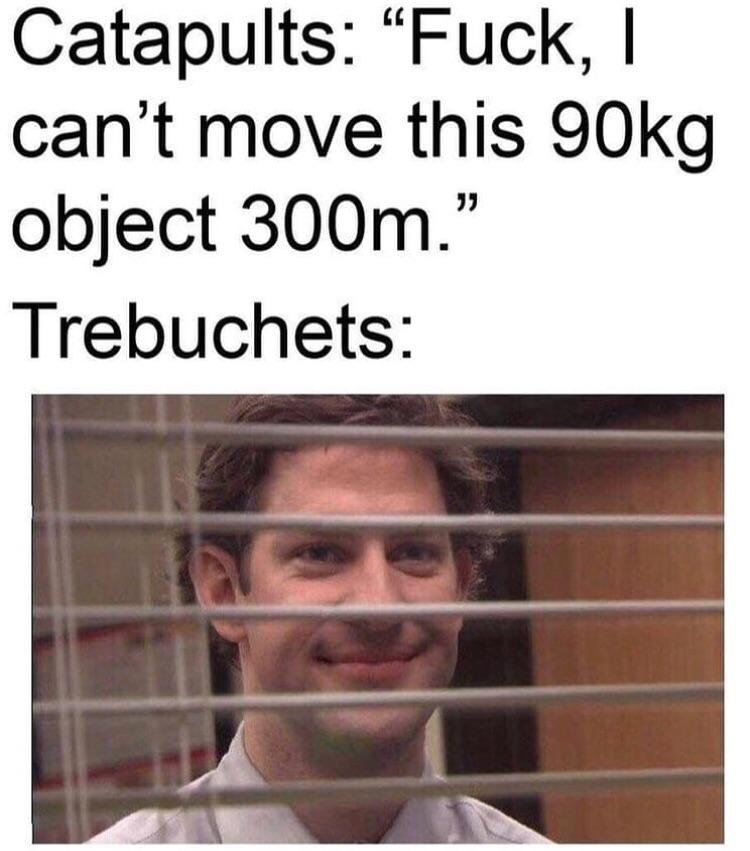 Catapults: “Fuck, I
can’t move this 90kg
object 300m.”
Trebuchets: